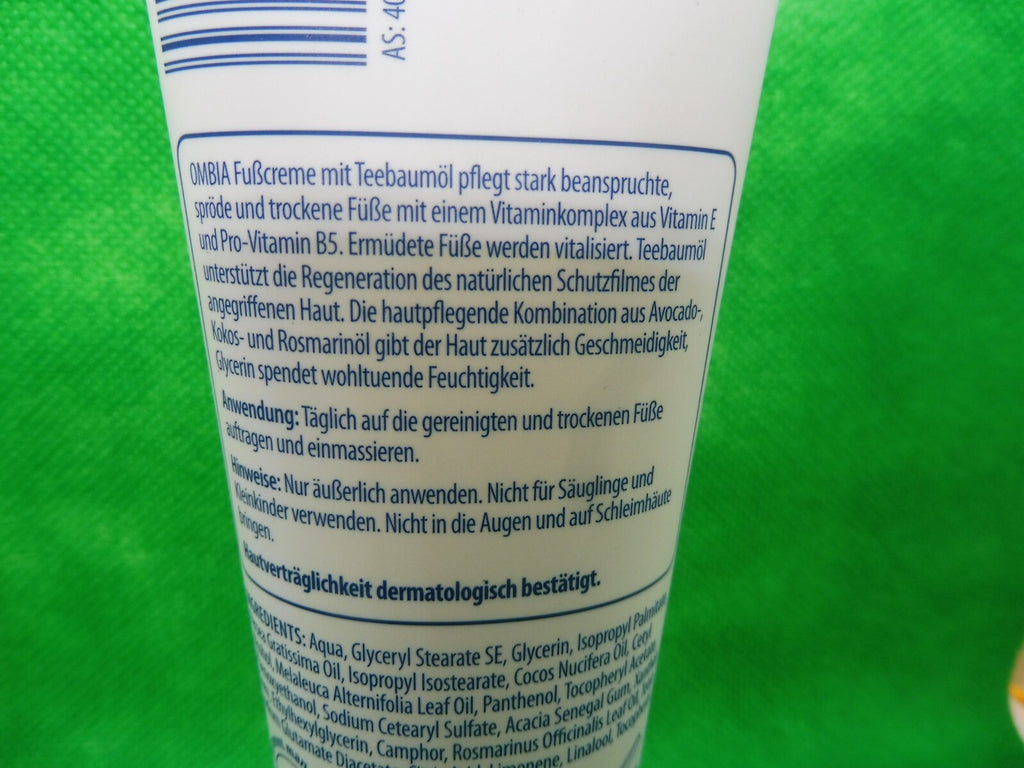 AS: 40
OMBIA Fußcreme mit Teebaumöl pflegt stark beanspruchte,
spröde und trockene Füße mit einem Vitaminkomplex aus Vitamin E
und Pro-Vitamin B5. Ermüdete Füße werden vitalisiert. Teebaumöl
unterstützt die Regeneration des natürlichen Schutzfilmes der
angegriffenen Haut. Die hautpflegende Kombination aus Avocado-,
Kokos- und Rosmarinöl gibt der Haut zusätzlich Geschmeidigkeit,
Glycerin spendet wohltuende Feuchtigkeit.
Anwendung: Täglich auf die gereinigten und trockenen Füße
auftragen und einmassieren.
Hinweise: Nur äußerlich anwenden. Nicht für Säuglinge und
Kleinkinder verwenden. Nicht in die Augen und auf Schleimhäute
bringen.
Hautverträglichkeit dermatologisch bestätigt.
INGREDIENTS: Aqua, Glyceryl Stearate SE, Glycerin, Isopropyl Palmitate,
Gratissima Oil, Isopropyl Isostearate, Cocos Nucifera Oil, Cetyl
Melaleuca Alternifolia Leaf Oil, Panthenol, Tocopheryl Acetate,
Sodium Cetearyl Sulfate, Acacia Senegal Gum,
Camphor, Rosmarinus Officinalis Leaf Oil,
Glutamate Limonene, Linalool,